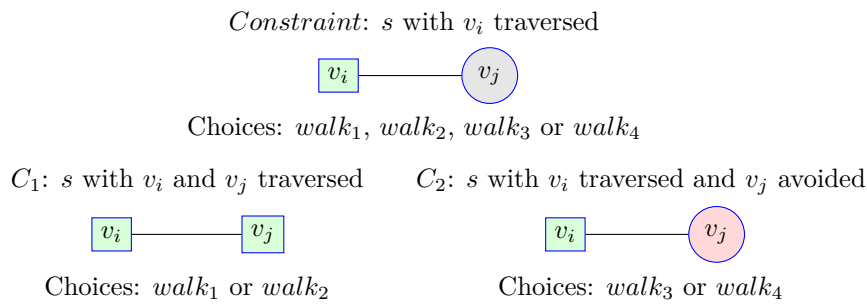 Constraint: s with v_i traversed
v_i v_j
Choices: walk_1, walk_2, walk_3 or walk_4
C_1: s with v_i and v_j traversed
v_i v_j
Choices: walk_1 or walk_2
C_2: s with v_i traversed and v_j avoided
v_i v_j
Choices: walk_3 or walk_4